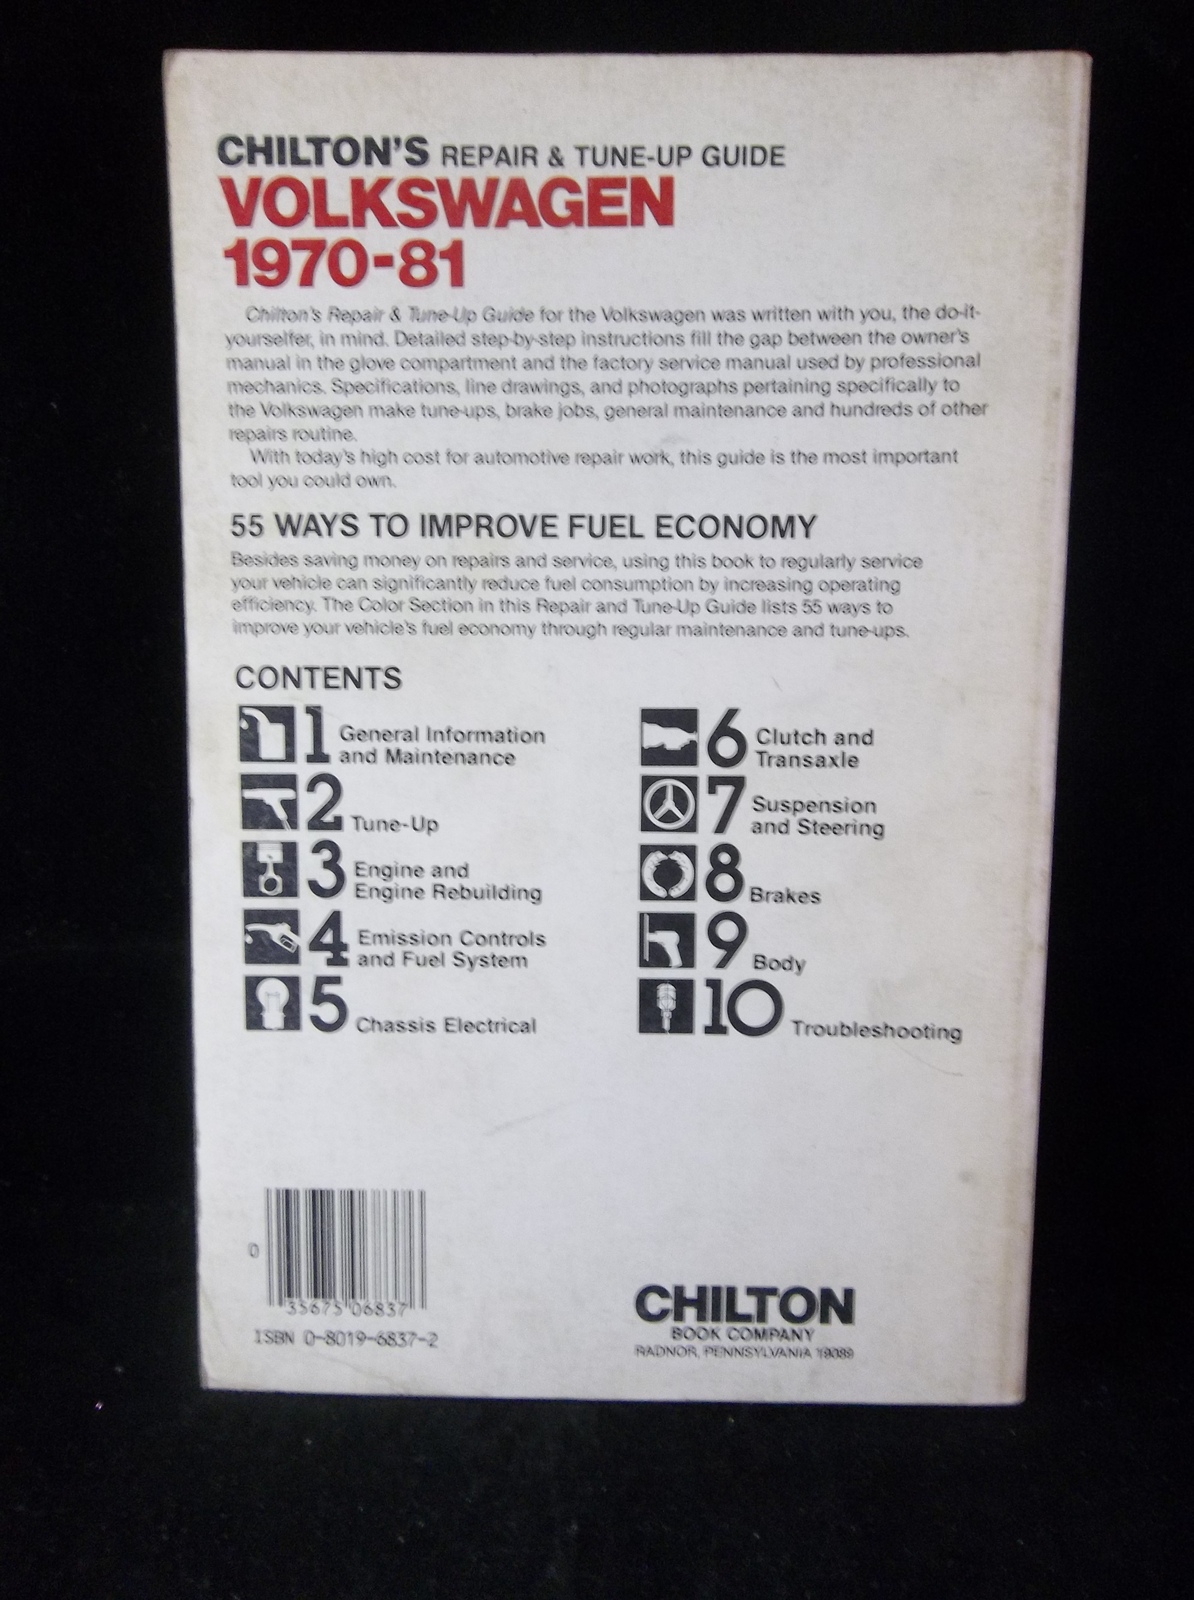 CHILTON'S REPAIR & TUNE-UP GUIDE
VOLKSWAGEN
1970-81
Chilton's Repair & Tune-Up Guide for the Volkswagen was written with you, the do-it-
yourselfer, in mind. Detailed step-by-step instructions fill the gap between the owner's
manual in the glove compartment and the factory service manual used by professional
mechanics. Specifications, line drawings, and photographs pertaining specifically to
the Volkswagen make tune-ups, brake jobs, general maintenance and hundreds of other
repairs routine.
With today's high cost for automotive repair work, this guide is the most important
tool you could own.
55 WAYS TO IMPROVE FUEL ECONOMY
Besides saving money on repairs and service, using this book to regularly service
your vehicle can significantly reduce fuel consumption by increasing operating
efficiency. The Color Section in this Repair and Tune-Up Guide lists 55 ways to
improve your vehicle's fuel economy through regular maintenance and tune-ups.
CONTENTS
1 General Information
and Maintenance
2 Tune-Up
3 Engine and
Engine Rebuilding
4 Emission Controls
and Fuel System
5 Chassis Electrical
6 Clutch and
Transaxle
7 Suspension
and Steering
8 Brakes
9 Body
10 Troubleshooting
0
35675 06837
ISBN 0-8019-6837-2
CHILTON
BOOK COMPANY
RADNOR, PENNSYLVANIA 19089